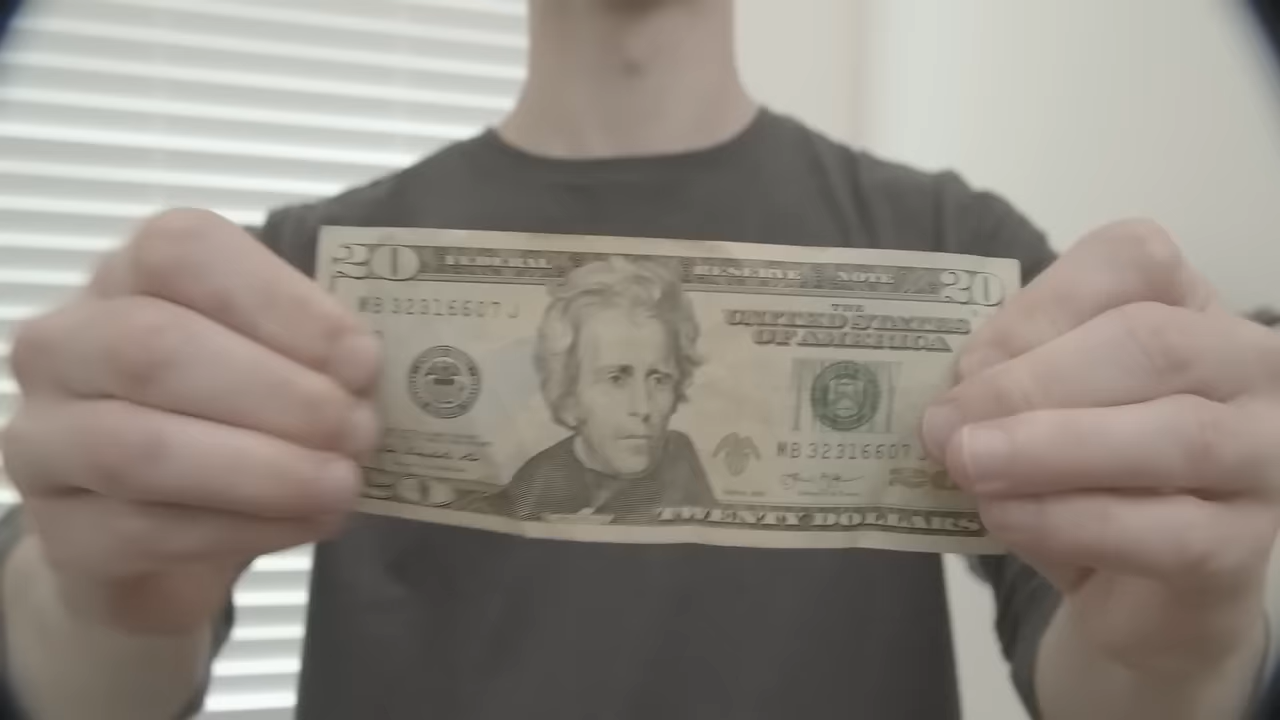 20 FEDERAL RESERVE NOTE 20
MB 32316607 J
THE
UNITED STATES
OF AMERICA
MB 32316607 J
20
TWENTY DOLLARS